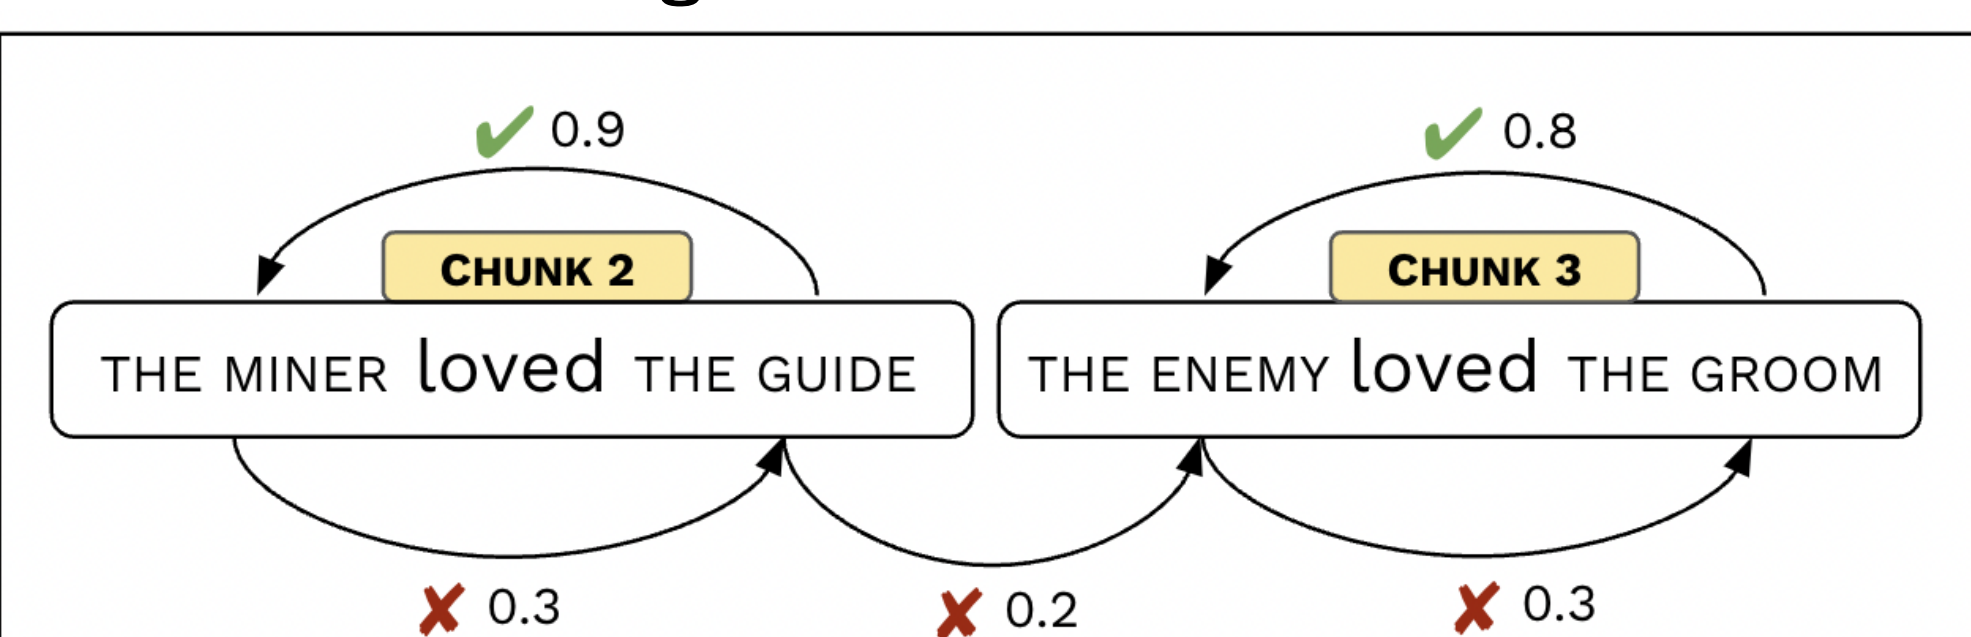 0.9
0.8
CHUNK 2
CHUNK 3
THE MINER loved THE GUIDE
THE ENEMY loved THE GROOM
0.3
0.2
0.3